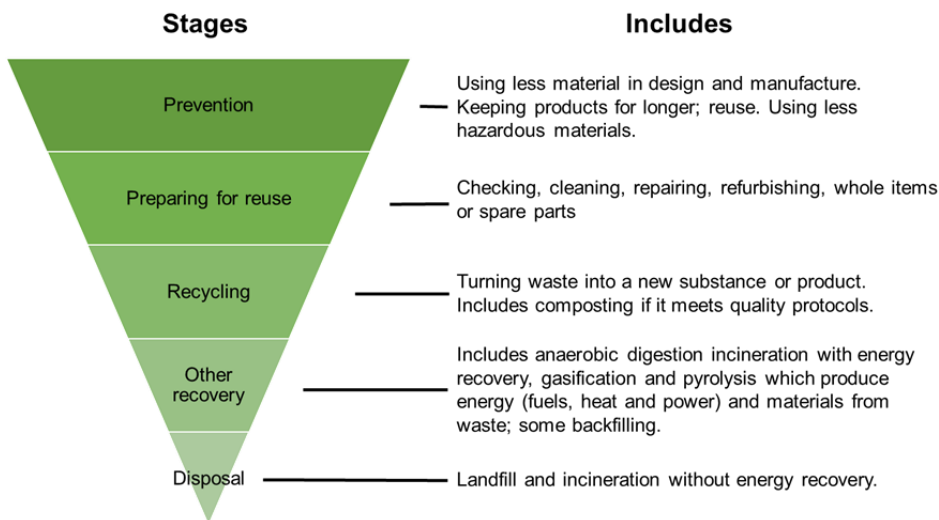 Stages
Includes
Prevention
Using less material in design and manufacture.
Keeping products for longer; reuse. Using less
hazardous materials.
Preparing for reuse
Checking, cleaning, repairing, refurbishing, whole items
or spare parts
Recycling
Turning waste into a new substance or product.
Includes composting if it meets quality protocols.
Other
recovery
Includes anaerobic digestion incineration with energy
recovery, gasification and pyrolysis which produce
energy (fuels, heat and power) and materials from
waste; some backfilling.
Disposal
Landfill and incineration without energy recovery.